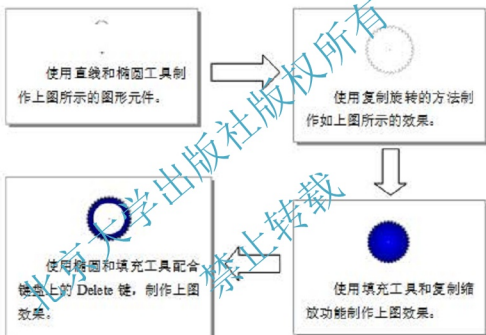 使用直线和椭圆工具制
作上图所示的图形元件。
使用复制旋转的方法制
作如上图所示的效果。
使用填充工具和复制缩
放功能制作上图效果。
使用椭圆和填充工具配合
键盘上的 Delete 键，制作上图
效果。
北京大学出版社版权所有
禁止转载